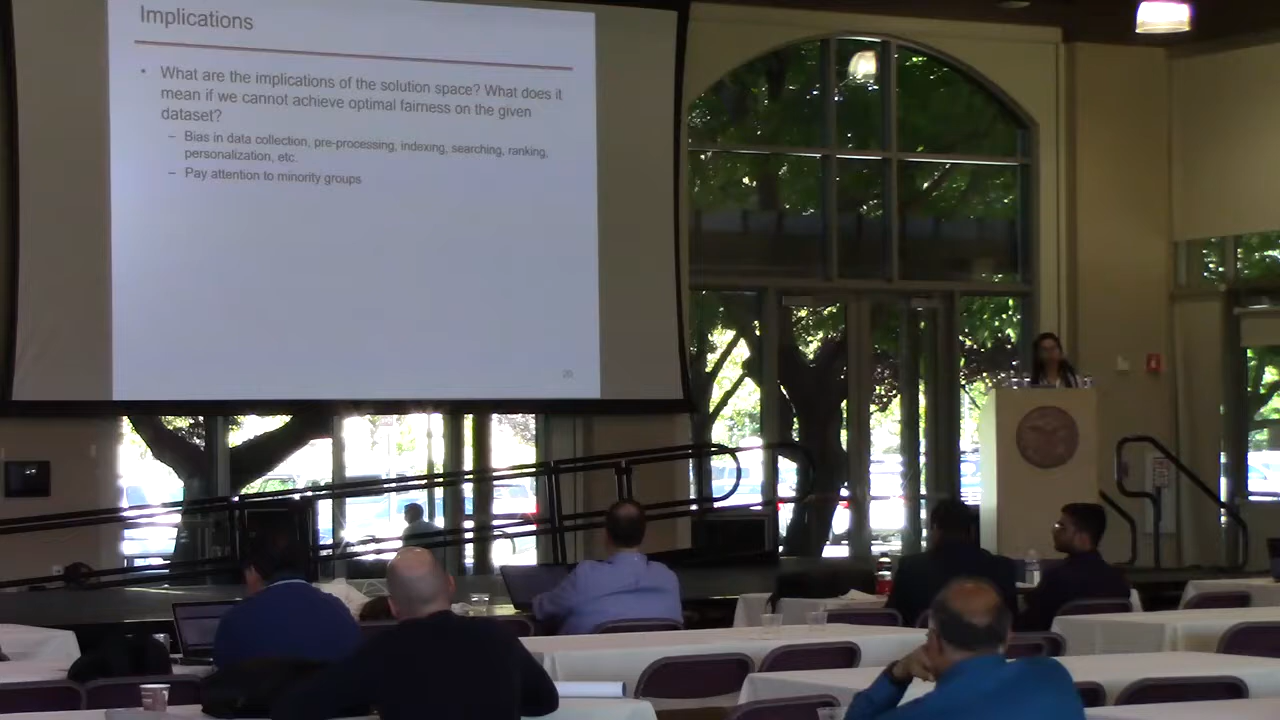 Implications
• What are the implications of the solution space? What does it
mean if we cannot achieve optimal fairness on the given
dataset?
– Bias in data collection, pre-processing, indexing, searching, ranking,
personalization, etc.
– Pay attention to minority groups
20